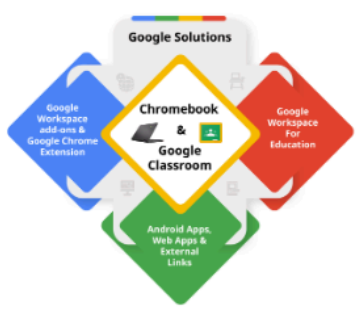 Google Solutions
Chromebook
&
Google
Classroom
Google
Workspace
add-ons &
Google Chrome
Extension
Google
Workspace
For
Education
Android Apps,
Web Apps &
External
Links